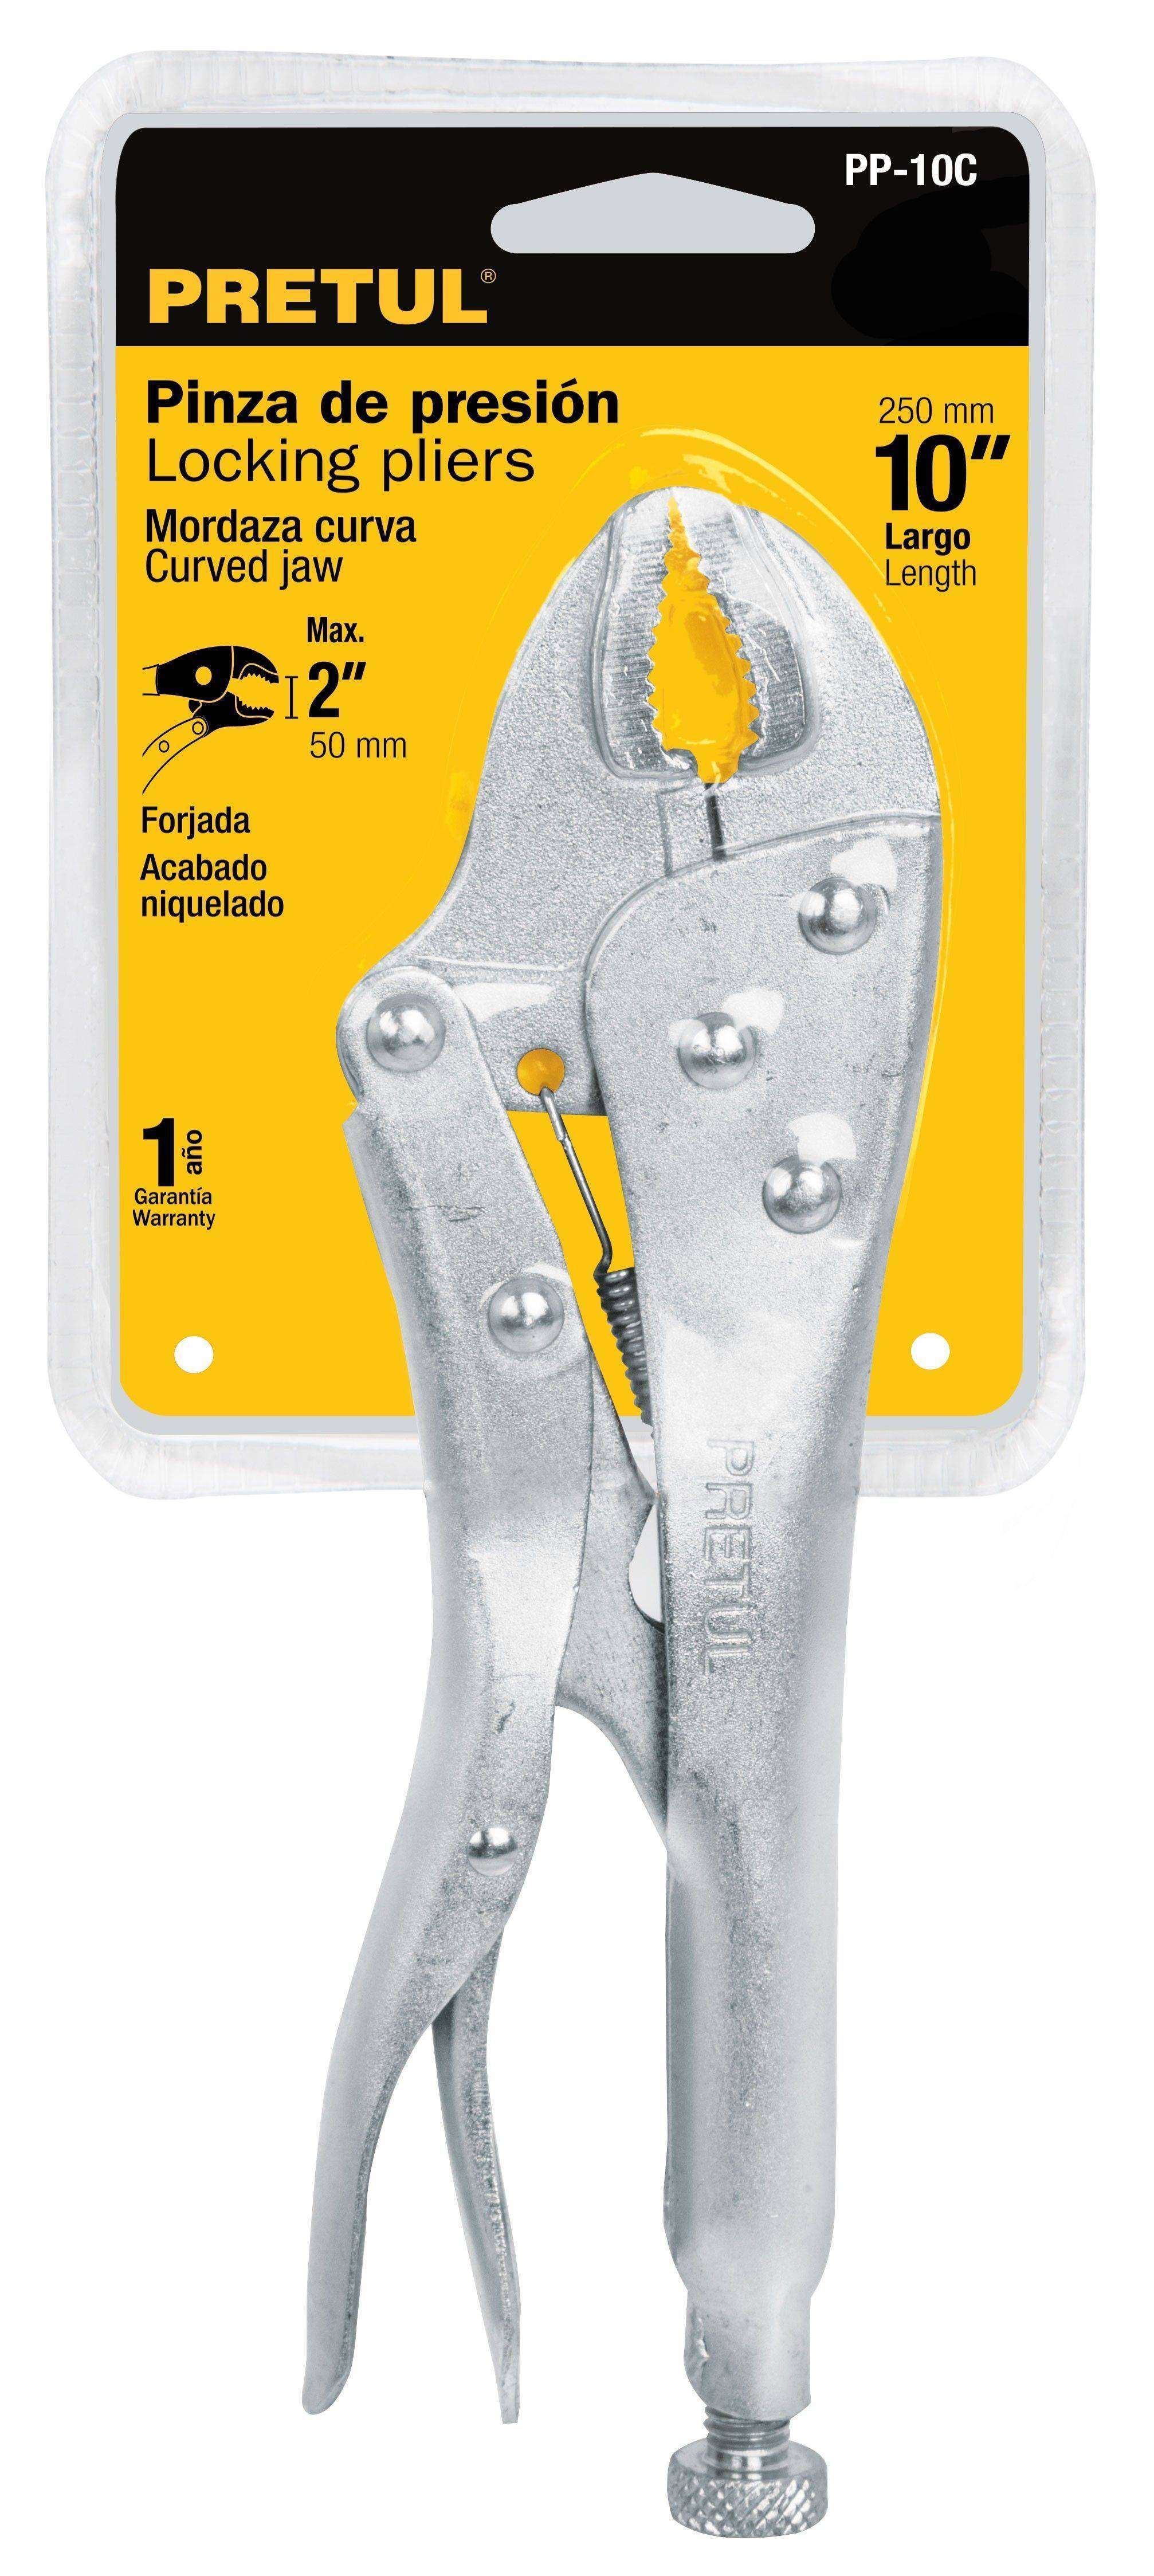 PP-10C
PRETUL®
Pinza de presión
Locking pliers
Mordaza curva
Curved jaw
250 mm
10"
Largo
Length
Max.
2"
50 mm
Forjada
Acabado
niquelado
1 año
Garantía
Warranty
PRETUL